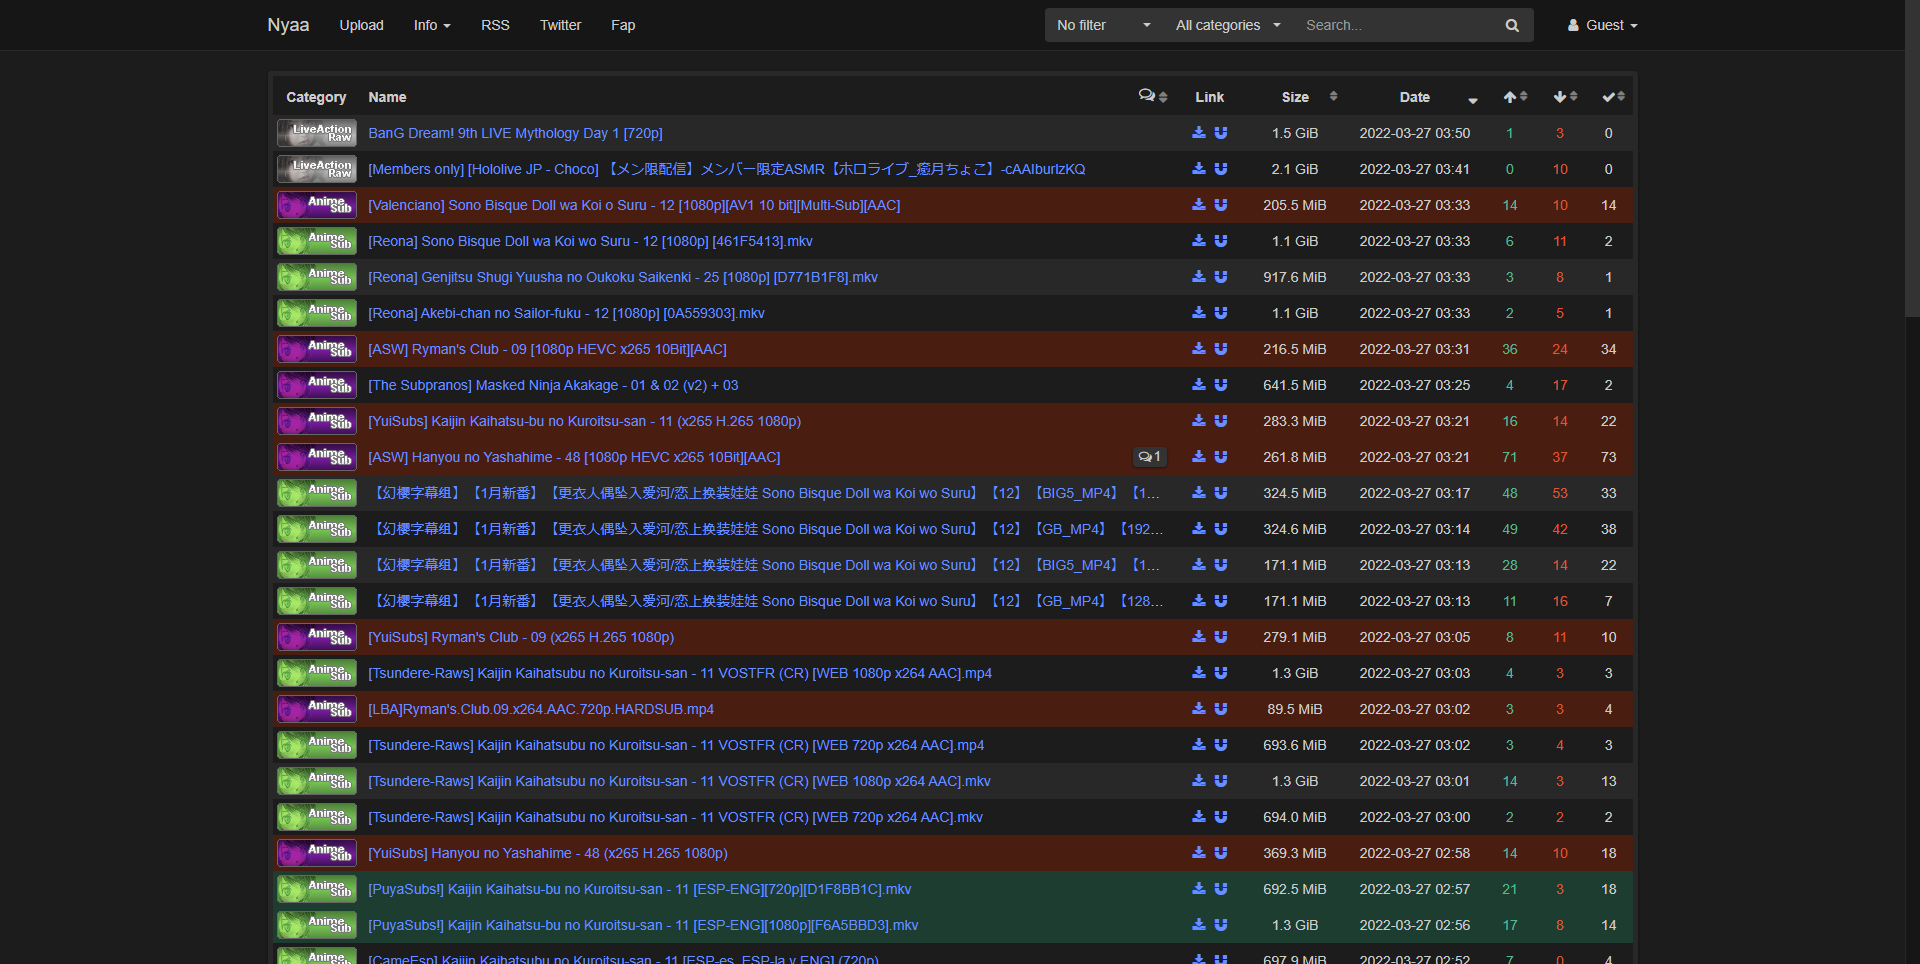 Nyaa Upload Info RSS Twitter Fap No filter All categories Search... Guest
Category Name Link Size Date
LiveAction Raw BanG Dream! 9th LIVE Mythology Day 1 [720p] 1.5 GiB 2022-03-27 03:50 1 3 0
LiveAction Raw [Members only] [Hololive JP - Choco] 【メン限配信】メンバー限定ASMR【ホロライブ_癒月ちょこ】-cAAIburIzKQ 2.1 GiB 2022-03-27 03:41 0 10 0
Anime Sub [Valenciano] Sono Bisque Doll wa Koi o Suru - 12 [1080p][AV1 10 bit][Multi-Sub][AAC] 205.5 MiB 2022-03-27 03:33 14 10 14
Anime Sub [Reona] Sono Bisque Doll wa Koi wo Suru - 12 [1080p] [461F5413].mkv 1.1 GiB 2022-03-27 03:33 6 11 2
Anime Sub [Reona] Genjitsu Shugi Yuusha no Oukoku Saikenki - 25 [1080p] [D771B1F8].mkv 917.6 MiB 2022-03-27 03:33 3 8 1
Anime Sub [Reona] Akebi-chan no Sailor-fuku - 12 [1080p] [0A559303].mkv 1.1 GiB 2022-03-27 03:33 2 5 1
Anime Sub [ASW] Ryman's Club - 09 [1080p HEVC x265 10Bit][AAC] 216.5 MiB 2022-03-27 03:31 36 24 34
Anime Sub [The Subpranos] Masked Ninja Akakage - 01 & 02 (v2) + 03 641.5 MiB 2022-03-27 03:25 4 17 2
Anime Sub [YuiSubs] Kaijin Kaihatsu-bu no Kuroitsu-san - 11 (x265 H.265 1080p) 283.3 MiB 2022-03-27 03:21 16 14 22
Anime Sub [ASW] Hanyou no Yashahime - 48 [1080p HEVC x265 10Bit][AAC] 1 261.8 MiB 2022-03-27 03:21 71 37 73
Anime Sub 【幻樱字幕组】【1月新番】【更衣人偶坠入爱河/恋上换装娃娃 Sono Bisque Doll wa Koi wo Suru】【12】【BIG5_MP4】【1... 324.5 MiB 2022-03-27 03:17 48 53 33
Anime Sub 【幻樱字幕组】【1月新番】【更衣人偶坠入爱河/恋上换装娃娃 Sono Bisque Doll wa Koi wo Suru】【12】【GB_MP4】【192... 324.6 MiB 2022-03-27 03:14 49 42 38
Anime Sub 【幻樱字幕组】【1月新番】【更衣人偶坠入爱河/恋上换装娃娃 Sono Bisque Doll wa Koi wo Suru】【12】【BIG5_MP4】【1... 171.1 MiB 2022-03-27 03:13 28 14 22
Anime Sub 【幻樱字幕组】【1月新番】【更衣人偶坠入爱河/恋上换装娃娃 Sono Bisque Doll wa Koi wo Suru】【12】【GB_MP4】【128... 171.1 MiB 2022-03-27 03:13 11 16 7
Anime Sub [YuiSubs] Ryman's Club - 09 (x265 H.265 1080p) 279.1 MiB 2022-03-27 03:05 8 11 10
Anime Sub [Tsundere-Raws] Kaijin Kaihatsubu no Kuroitsu-san - 11 VOSTFR (CR) [WEB 1080p x264 AAC].mp4 1.3 GiB 2022-03-27 03:03 4 3 3
Anime Sub [LBA]Ryman's.Club.09.x264.AAC.720p.HARDSUB.mp4 89.5 MiB 2022-03-27 03:02 3 3 4
Anime Sub [Tsundere-Raws] Kaijin Kaihatsubu no Kuroitsu-san - 11 VOSTFR (CR) [WEB 720p x264 AAC].mp4 693.6 MiB 2022-03-27 03:02 3 4 3
Anime Sub [Tsundere-Raws] Kaijin Kaihatsubu no Kuroitsu-san - 11 VOSTFR (CR) [WEB 1080p x264 AAC].mkv 1.3 GiB 2022-03-27 03:01 14 3 13
Anime Sub [Tsundere-Raws] Kaijin Kaihatsubu no Kuroitsu-san - 11 VOSTFR (CR) [WEB 720p x264 AAC].mkv 694.0 MiB 2022-03-27 03:00 2 2 2
Anime Sub [YuiSubs] Hanyou no Yashahime - 48 (x265 H.265 1080p) 369.3 MiB 2022-03-27 02:58 14 10 18
Anime Sub [PuyaSubs!] Kaijin Kaihatsu-bu no Kuroitsu-san - 11 [ESP-ENG][720p][D1F8BB1C].mkv 692.5 MiB 2022-03-27 02:57 21 3 18
Anime Sub [PuyaSubs!] Kaijin Kaihatsu-bu no Kuroitsu-san - 11 [ESP-ENG][1080p][F6A5BBD3].mkv 1.3 GiB 2022-03-27 02:56 17 8 14
Anime Sub [CameEsp] Kaijin Kaihatsubu no Kuroitsu-san - 11 [ESP-es, ESP-la y ENG] (720p) 697.9 MiB 2022-03-27 02:52 7 0 4